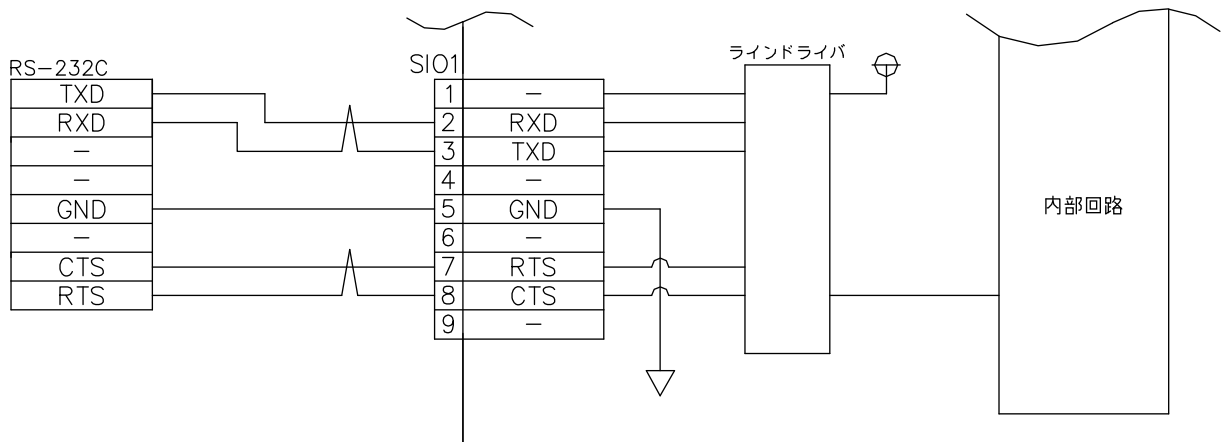 ラインドライバ
RS-232C
SIO1
TXD 1 -
RXD 2 RXD
- 3 TXD
- 4 -
GND 5 GND
- 6 -
CTS 7 RTS
RTS 8 CTS
9 -
内部回路